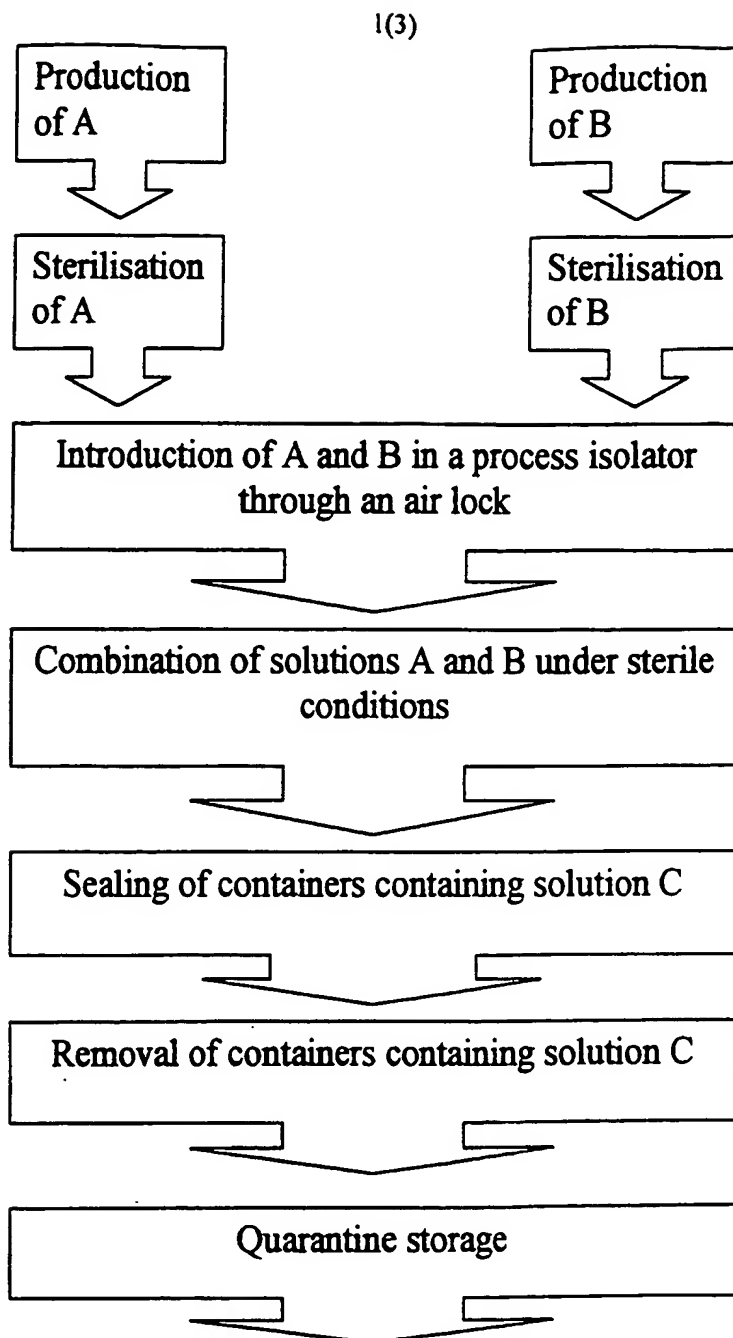 1(3)
Production
of A
Production
of B
Sterilisation
of A
Sterilisation
of B
Introduction of A and B in a process isolator
through an air lock
Combination of solutions A and B under sterile
conditions
Sealing of containers containing solution C
Removal of containers containing solution C
Quarantine storage